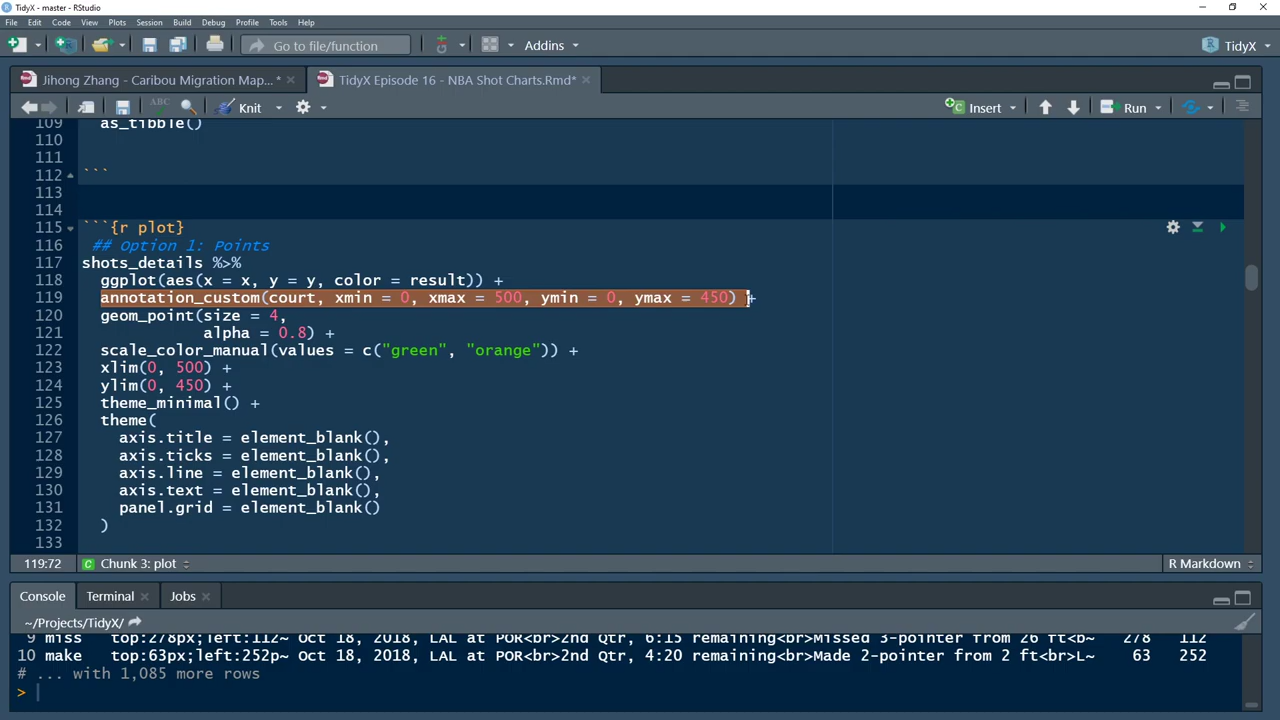 TidyX - master - RStudio
File Edit Code View Plots Session Build Debug Profile Tools Help
Go to file/function Addins TidyX
Jihong Zhang - Caribou Migration Map...* TidyX Episode 16 - NBA Shot Charts.Rmd*
ABC Knit Insert Run
109 as_tibble()
110
111
112 ```
113
114
115 ```{r plot}
116 ## Option 1: Points
117 shots_details %>%
118 ggplot(aes(x = x, y = y, color = result)) +
119 annotation_custom(court, xmin = 0, xmax = 500, ymin = 0, ymax = 450) +
120 geom_point(size = 4,
121 alpha = 0.8) +
122 scale_color_manual(values = c("green", "orange")) +
123 xlim(0, 500) +
124 ylim(0, 450) +
125 theme_minimal() +
126 theme(
127 axis.title = element_blank(),
128 axis.ticks = element_blank(),
129 axis.line = element_blank(),
130 axis.text = element_blank(),
131 panel.grid = element_blank()
132 )
133
119:72 C Chunk 3: plot R Markdown
Console Terminal Jobs
~/Projects/TidyX/
9 miss top:278px;left:112~ Oct 18, 2018, LAL at POR<br>2nd Qtr, 6:15 remaining<br>Missed 3-pointer from 26 ft<b~ 278 112
10 make top:63px;left:252p~ Oct 18, 2018, LAL at POR<br>2nd Qtr, 4:20 remaining<br>Made 2-pointer from 2 ft<br>L~ 63 252
# ... with 1,085 more rows
>